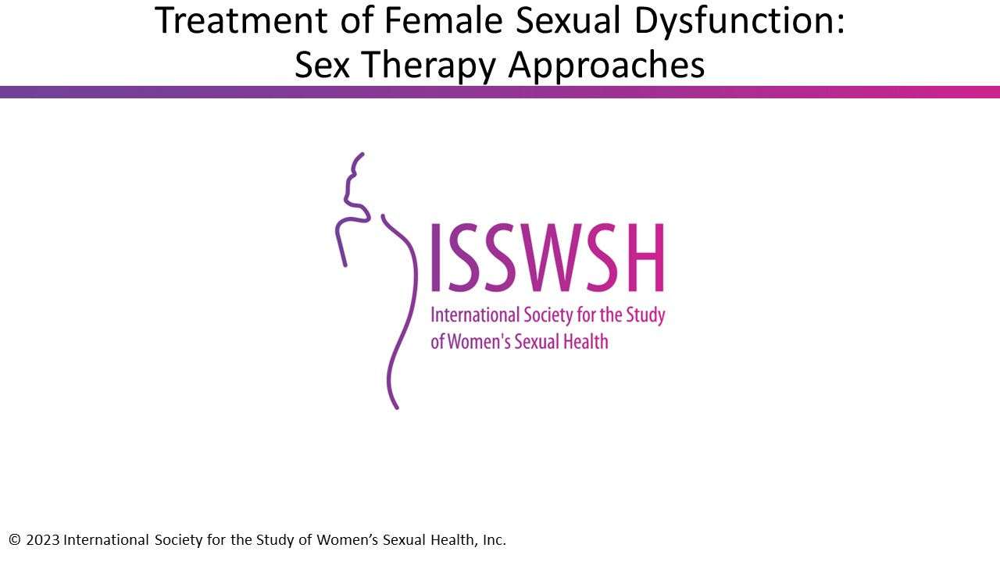 Treatment of Female Sexual Dysfunction:
Sex Therapy Approaches
ISSWSH
International Society for the Study
of Women's Sexual Health
© 2023 International Society for the Study of Women’s Sexual Health, Inc.